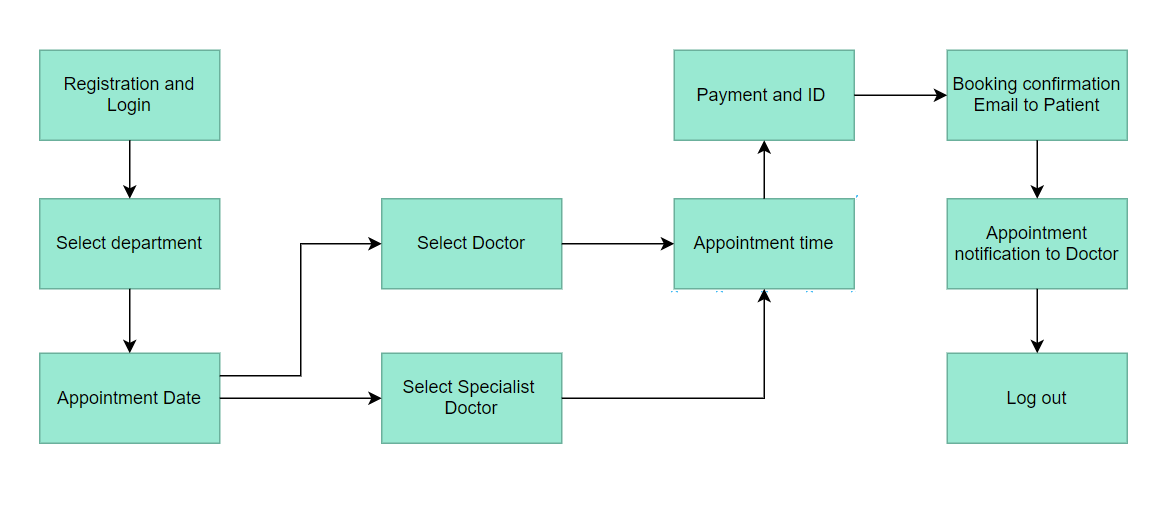 Registration and
Login
Select department
Appointment Date
Select Doctor
Select Specialist
Doctor
Appointment time
Payment and ID
Booking confirmation
Email to Patient
Appointment
notification to Doctor
Log out